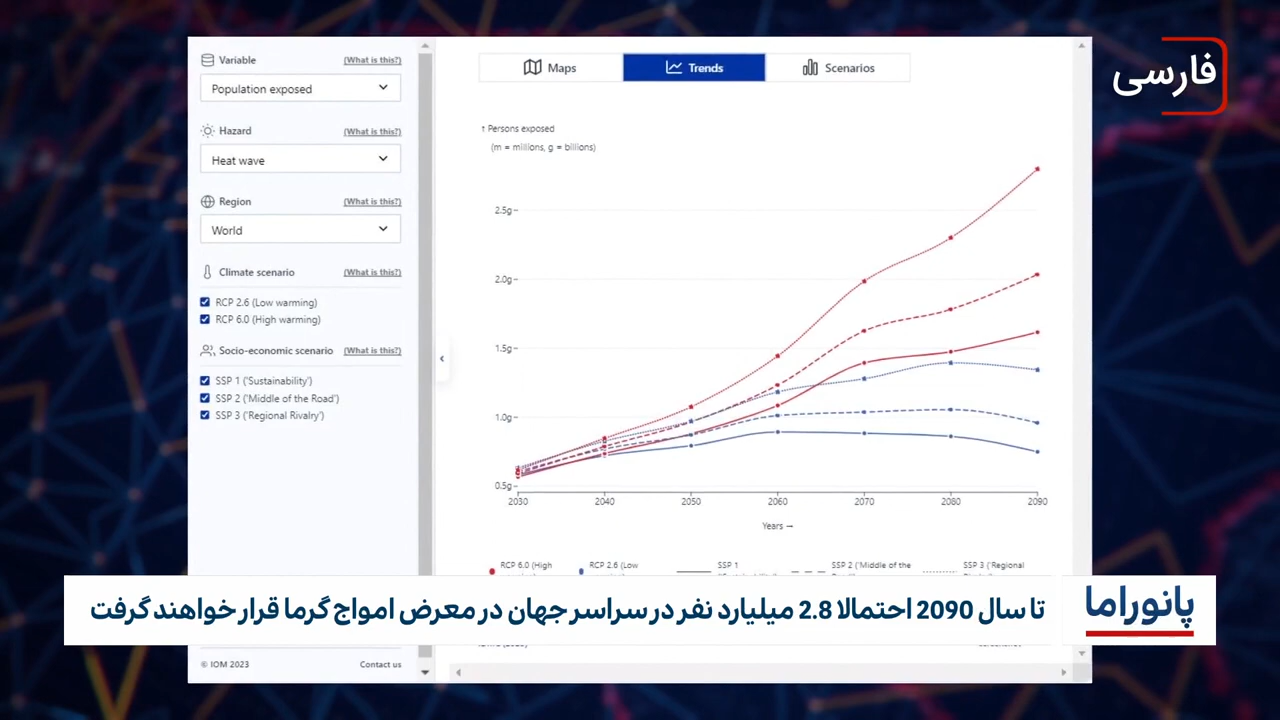 فارسی
Variable (What is this?)
Population exposed
Hazard (What is this?)
Heat wave
Region (What is this?)
World
Climate scenario (What is this?)
RCP 2.6 (Low warming)
RCP 6.0 (High warming)
Socio-economic scenario (What is this?)
SSP 1 ('Sustainability')
SSP 2 ('Middle of the Road')
SSP 3 ('Regional Rivalry')
© IOM 2023 Contact us
Maps Trends Scenarios
↑ Persons exposed
(m = millions, g = billions)
2.5g
2.0g
1.5g
1.0g
0.5g
2030 2040 2050 2060 2070 2080 2090
Years →
RCP 6.0 (High RCP 2.6 (Low SSP 1 SSP 2 ('Middle of the SSP 3 ('Regional
پانوراما
تا سال 2090 احتمالا 2.8 میلیارد نفر در سراسر جهان در معرض امواج گرما قرار خواهند گرفت